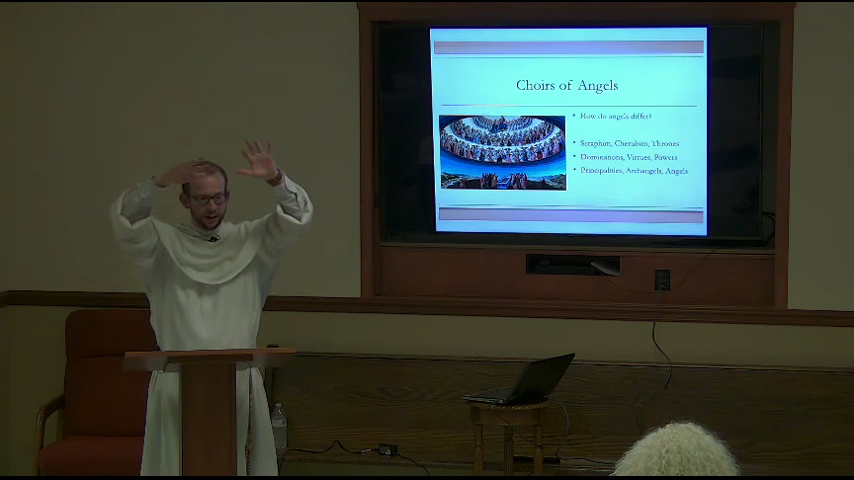 Choirs of Angels
• How do angels differ?
• Seraphim, Cherubim, Thrones
• Dominations, Virtues, Powers
• Principalities, Archangels, Angels